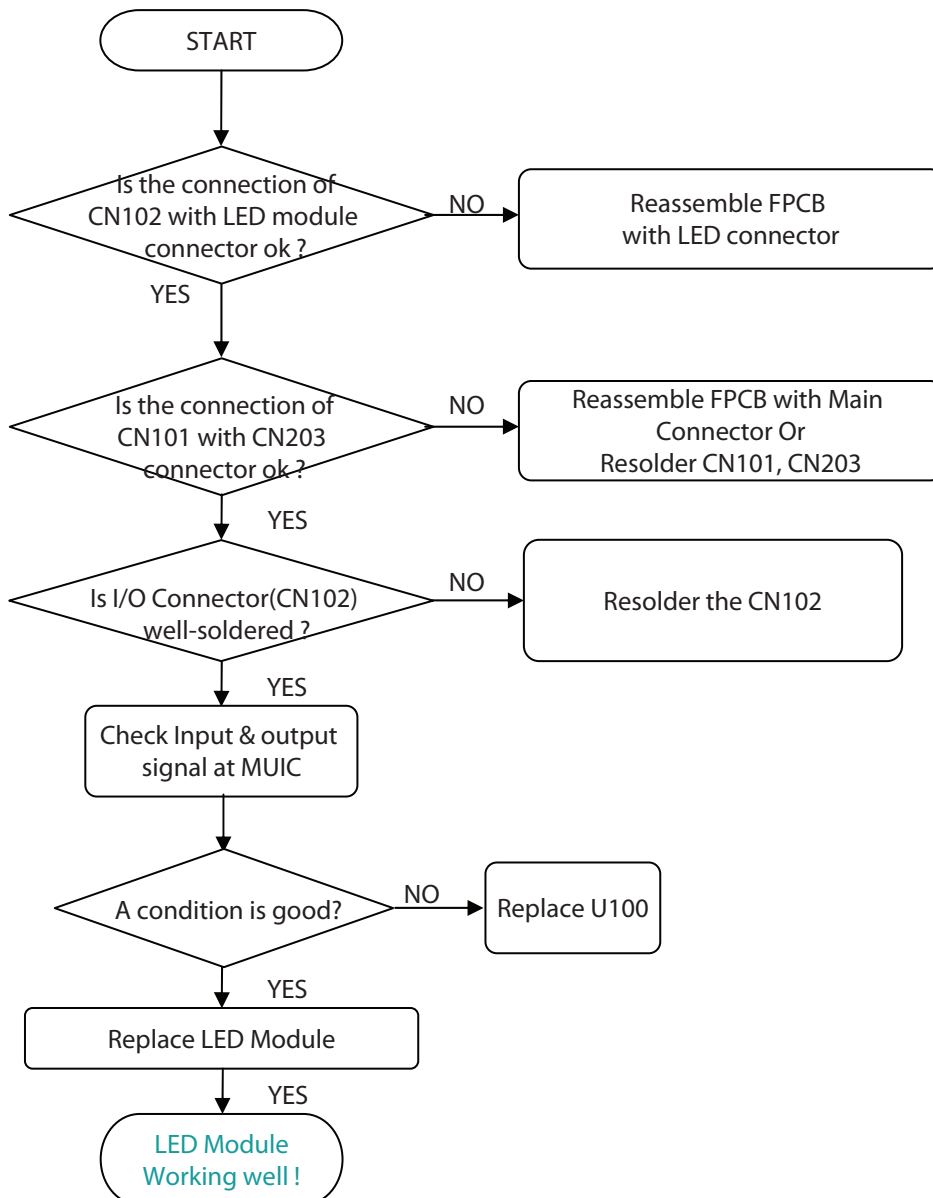 START
Is the connection of
CN102 with LED module
connector ok ?
NO
Reassemble FPCB
with LED connector
YES
Is the connection of
CN101 with CN203
connector ok ?
NO
Reassemble FPCB with Main
Connector Or
Resolder CN101, CN203
YES
Is I/O Connector(CN102)
well-soldered ?
NO
Resolder the CN102
YES
Check Input & output
signal at MUIC
A condition is good?
NO
Replace U100
YES
Replace LED Module
YES
LED Module
Working well !